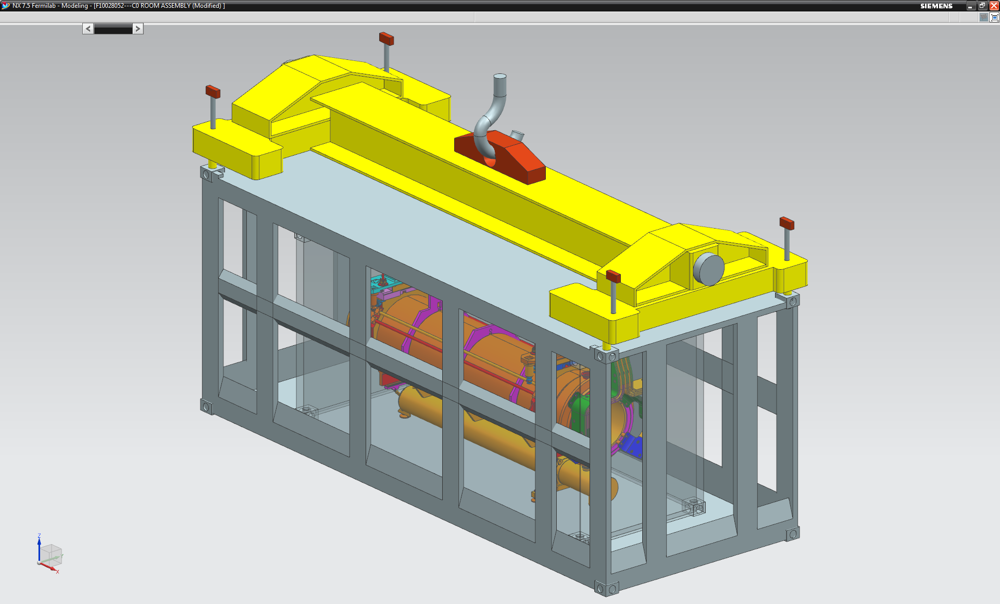 NX 7.5 Fermilab - Modeling - [F10028052---C0 ROOM ASSEMBLY (Modified) ]
SIEMENS
Z
Y
X